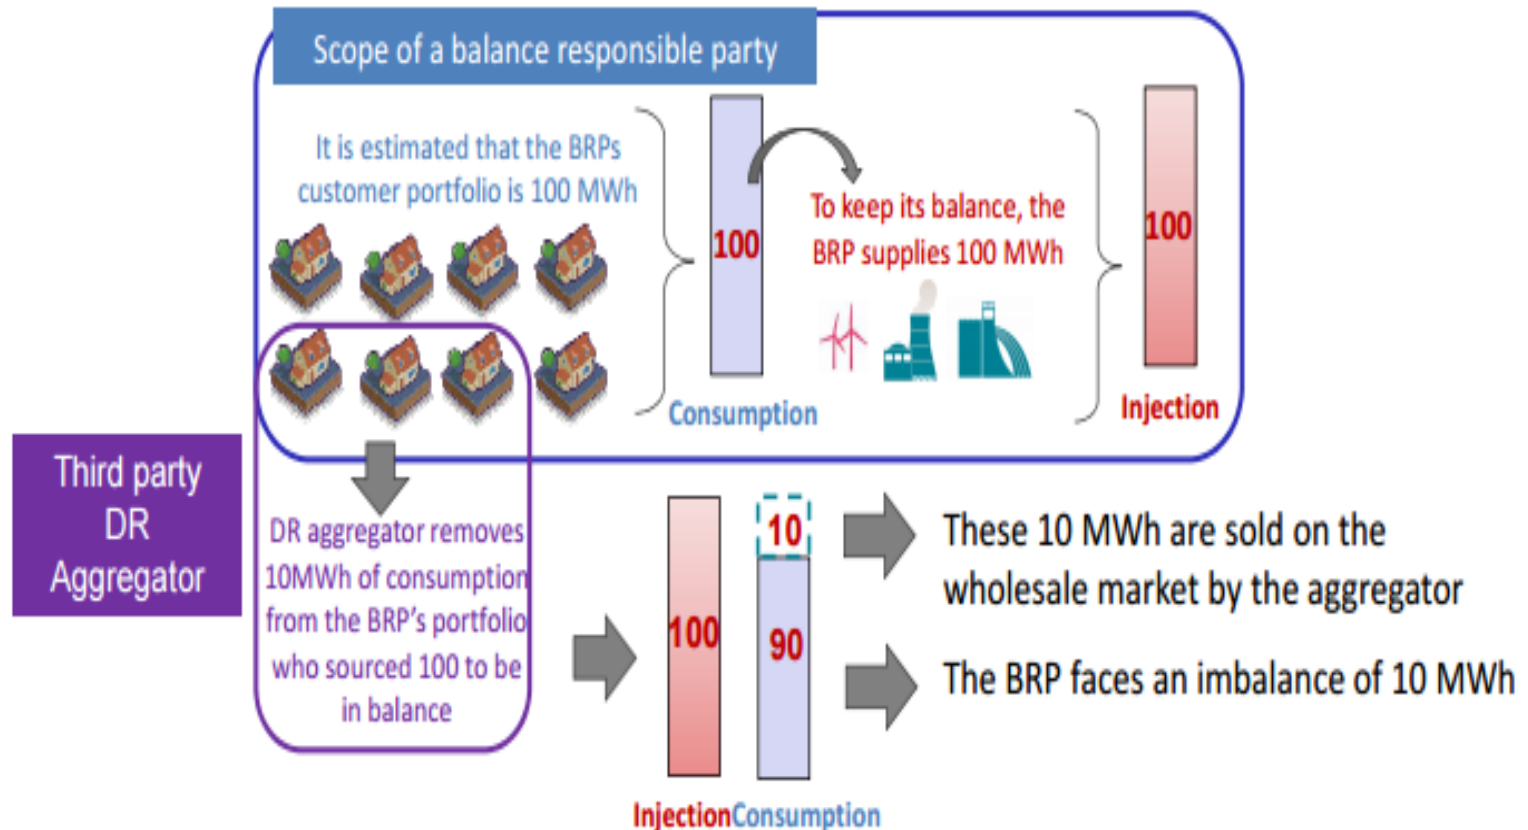 Scope of a balance responsible party
It is estimated that the BRPs
customer portfolio is 100 MWh
100
Consumption
To keep its balance, the
BRP supplies 100 MWh
100
Injection
Third party
DR
Aggregator
DR aggregator removes
10MWh of consumption
from the BRP's portfolio
who sourced 100 to be
in balance
100
Injection
10
90
Consumption
These 10 MWh are sold on the
wholesale market by the aggregator
The BRP faces an imbalance of 10 MWh